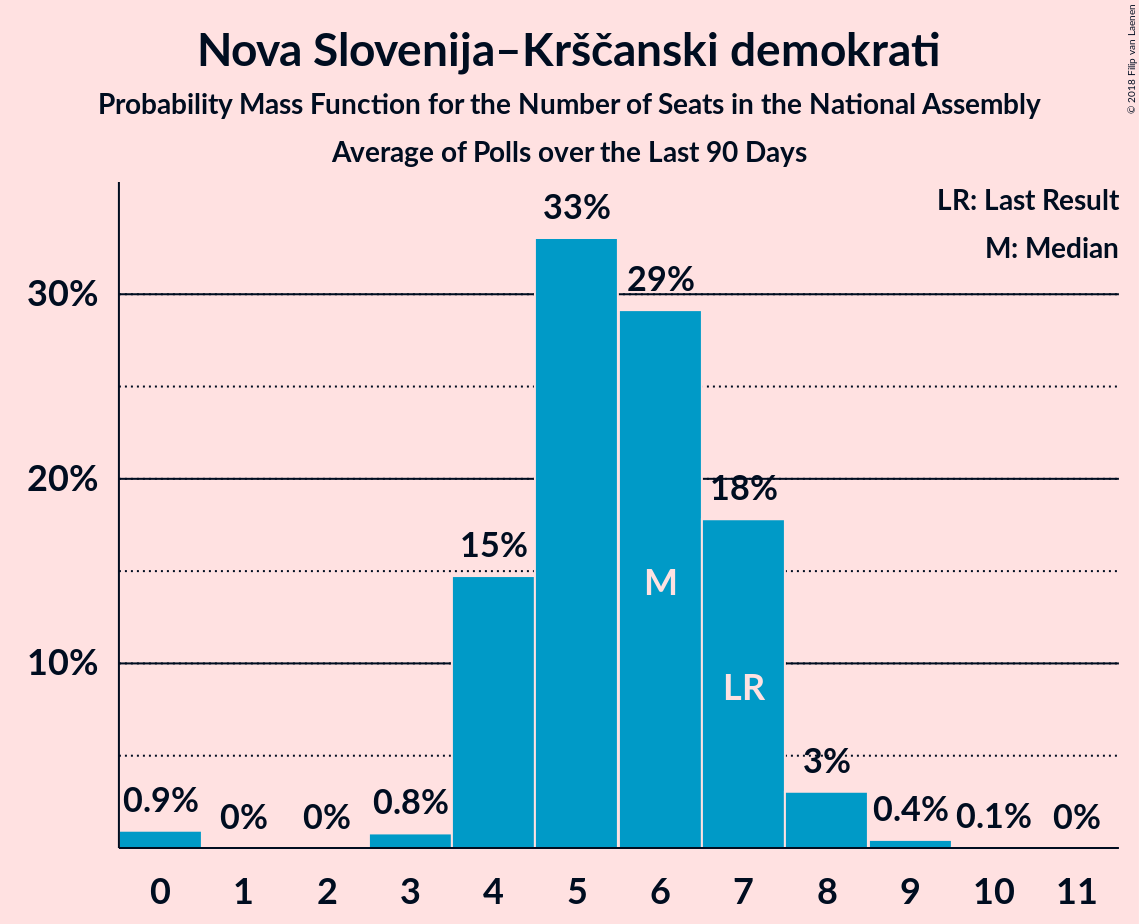 Nova Slovenija–Krščanski demokrati
Probability Mass Function for the Number of Seats in the National Assembly
Average of Polls over the Last 90 Days
© 2018 Filip van Laenen
LR: Last Result
M: Median
30%
20%
10%
0.9%
0%
0%
0.8%
15%
33%
29%
18%
3%
0.4%
0.1%
0%
M
LR
0 1 2 3 4 5 6 7 8 9 10 11